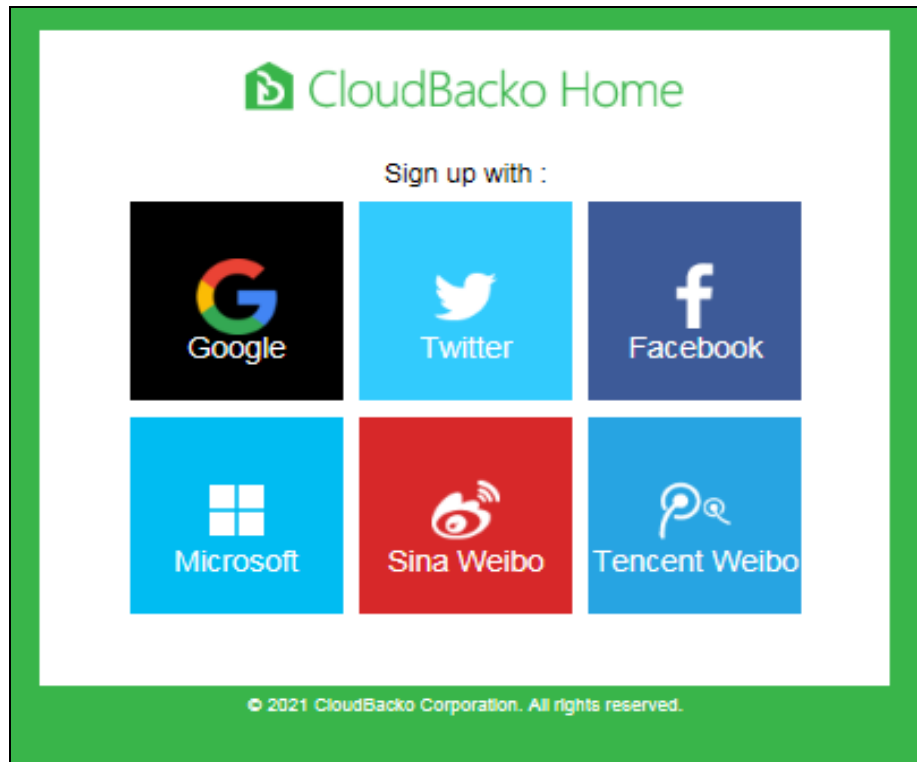 CloudBacko Home
Sign up with :
Google Twitter Facebook
Microsoft Sina Weibo Tencent Weibo
© 2021 CloudBacko Corporation. All rights reserved.